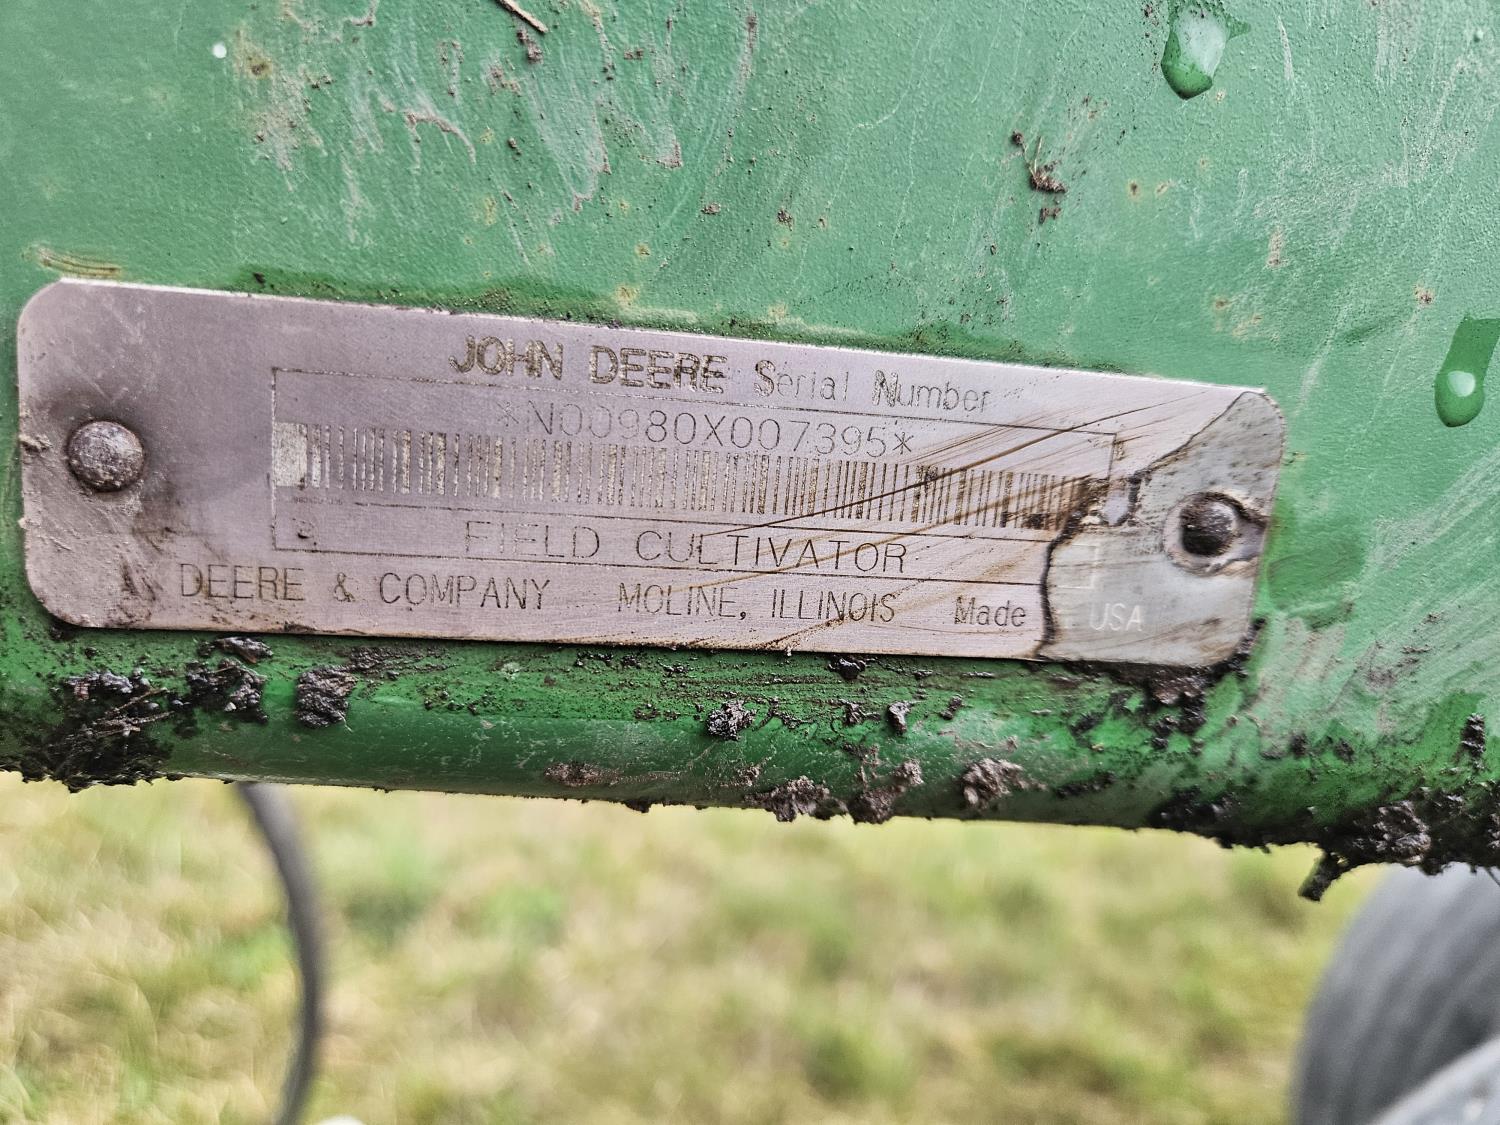 JOHN DEERE Serial Number
*N00980X007395*
FIELD CULTIVATOR
DEERE & COMPANY MOLINE, ILLINOIS Made USA